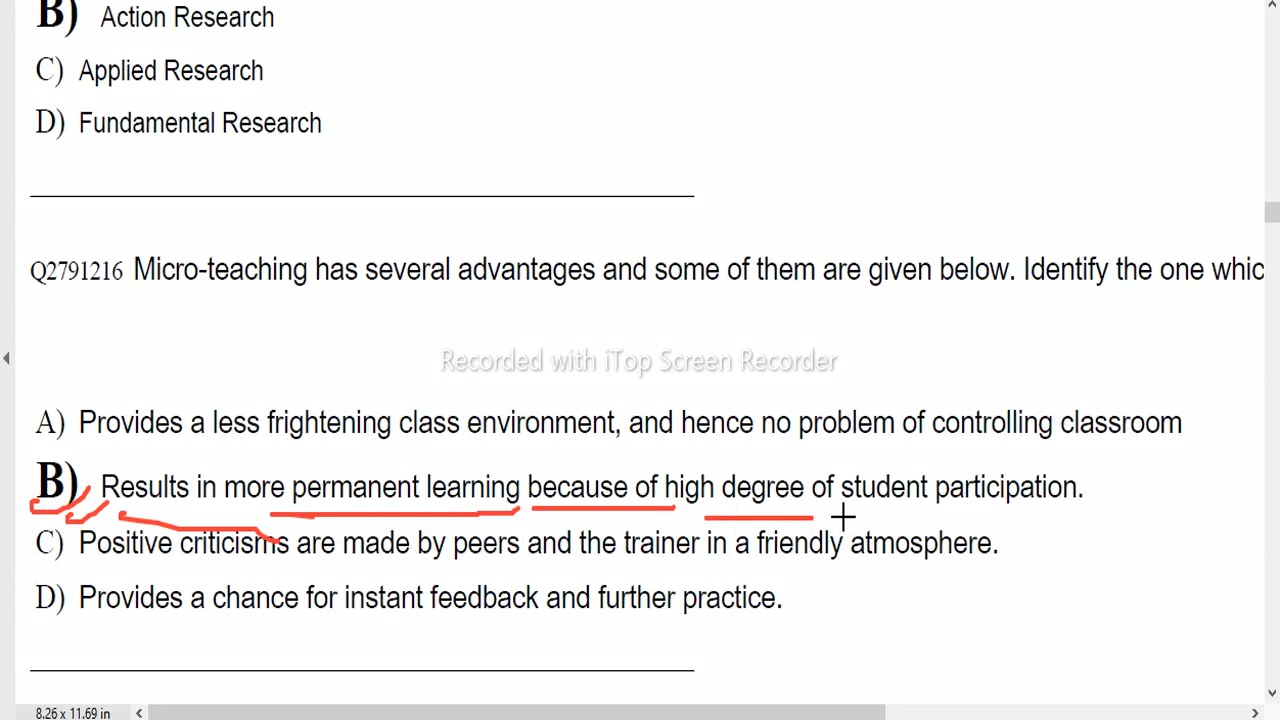 B) Action Research
C) Applied Research
D) Fundamental Research
Q2791216 Micro-teaching has several advantages and some of them are given below. Identify the one whic
Recorded with iTop Screen Recorder
A) Provides a less frightening class environment, and hence no problem of controlling classroom
B) Results in more permanent learning because of high degree of student participation.
C) Positive criticisms are made by peers and the trainer in a friendly atmosphere.
D) Provides a chance for instant feedback and further practice.
8.26 x 11.69 in